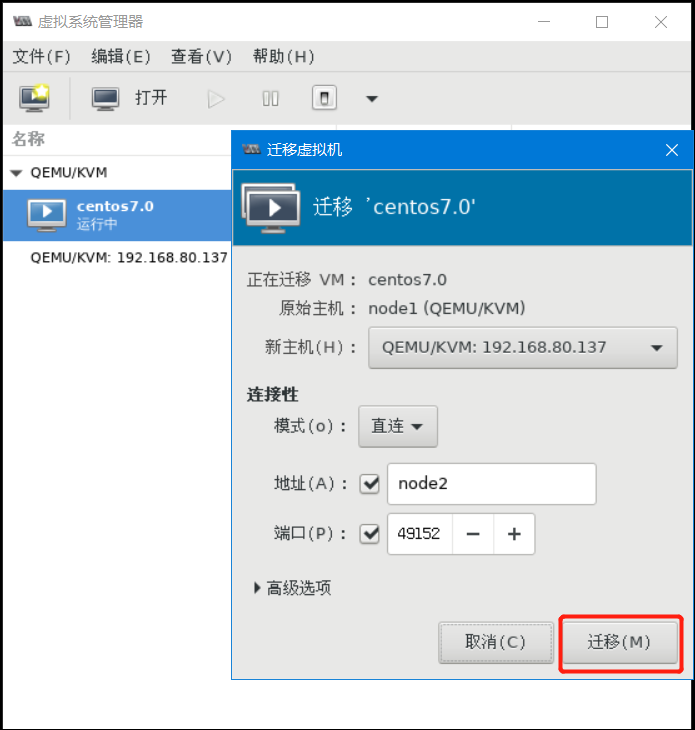 虚拟系统管理器
文件(F) 编辑(E) 查看(V) 帮助(H)
打开
名称
QEMU/KVM
centos7.0
运行中
QEMU/KVM: 192.168.80.137
迁移虚拟机
迁移 'centos7.0'
正在迁移 VM： centos7.0
原始主机： node1 (QEMU/KVM)
新主机(H)： QEMU/KVM: 192.168.80.137
连接性
模式(o)： 直连
地址(A)： node2
端口(P)： 49152 − +
高级选项
取消(C) 迁移(M)